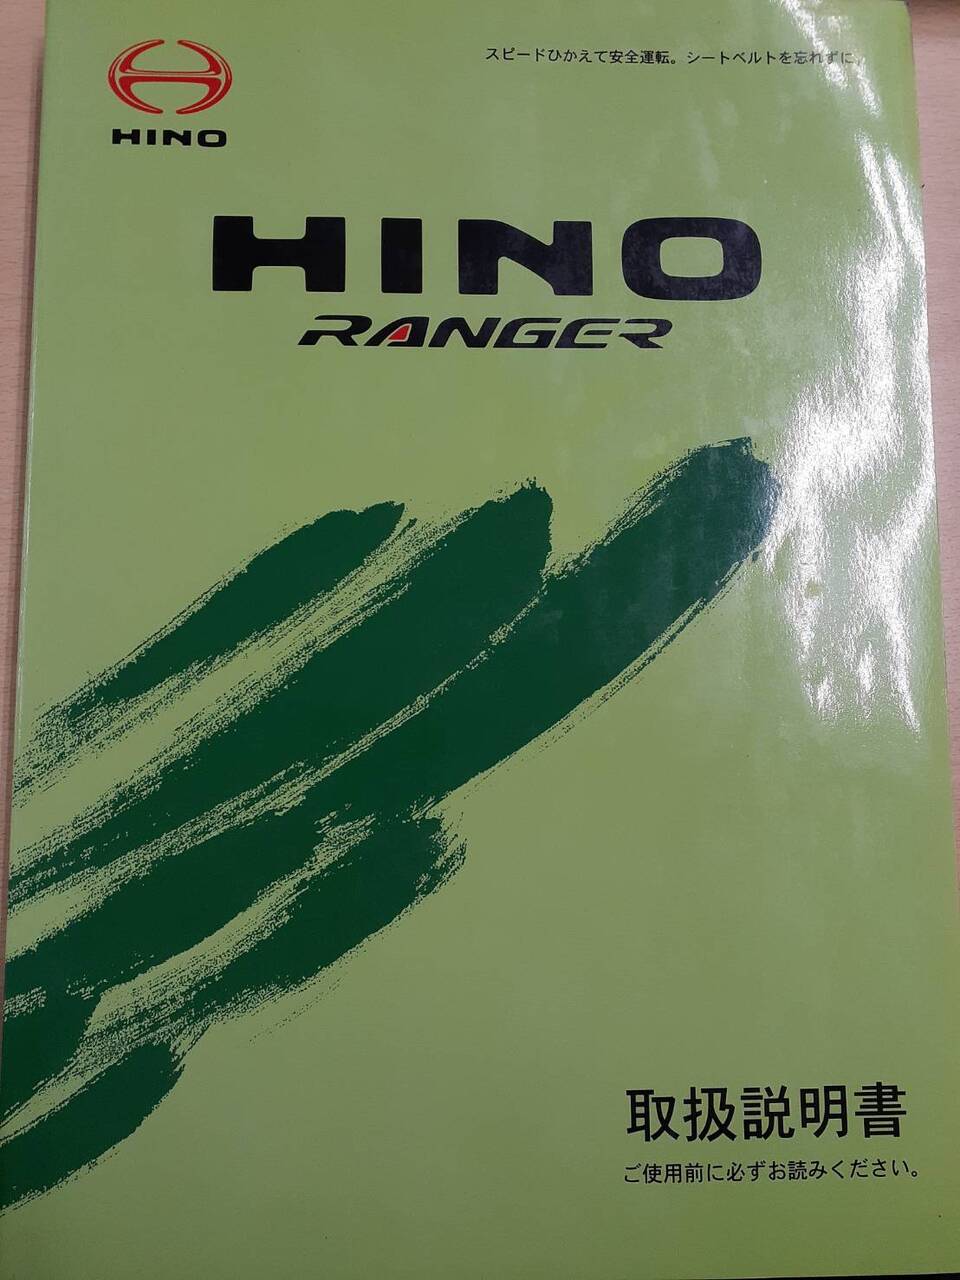 スピードひかえて安全運転。シートベルトを忘れずに。
HINO
HINO
RANGER
取扱説明書
ご使用前に必ずお読みください。